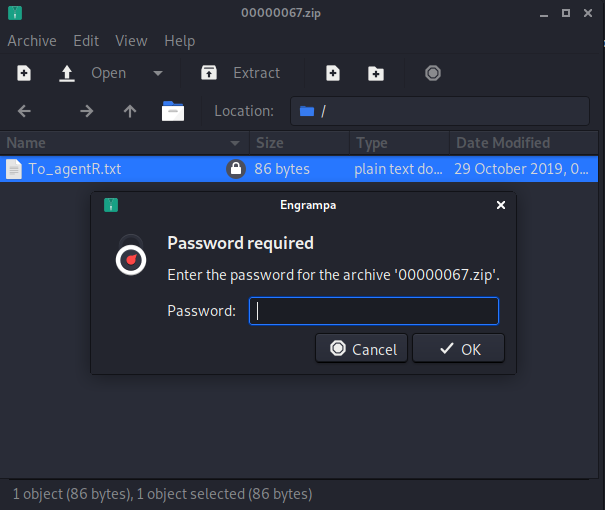 00000067.zip
Archive Edit View Help
Open Extract
Location: /
Name Size Type Date Modified
To_agentR.txt 86 bytes plain text do... 29 October 2019, 0...
Engrampa
Password required
Enter the password for the archive '00000067.zip'.
Password:
Cancel OK
1 object (86 bytes), 1 object selected (86 bytes)